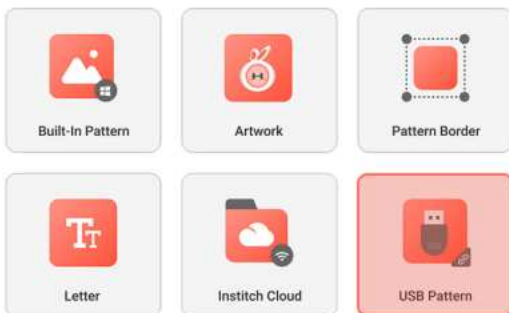 Built-In Pattern
Artwork
Pattern Border
Letter
Institch Cloud
USB Pattern